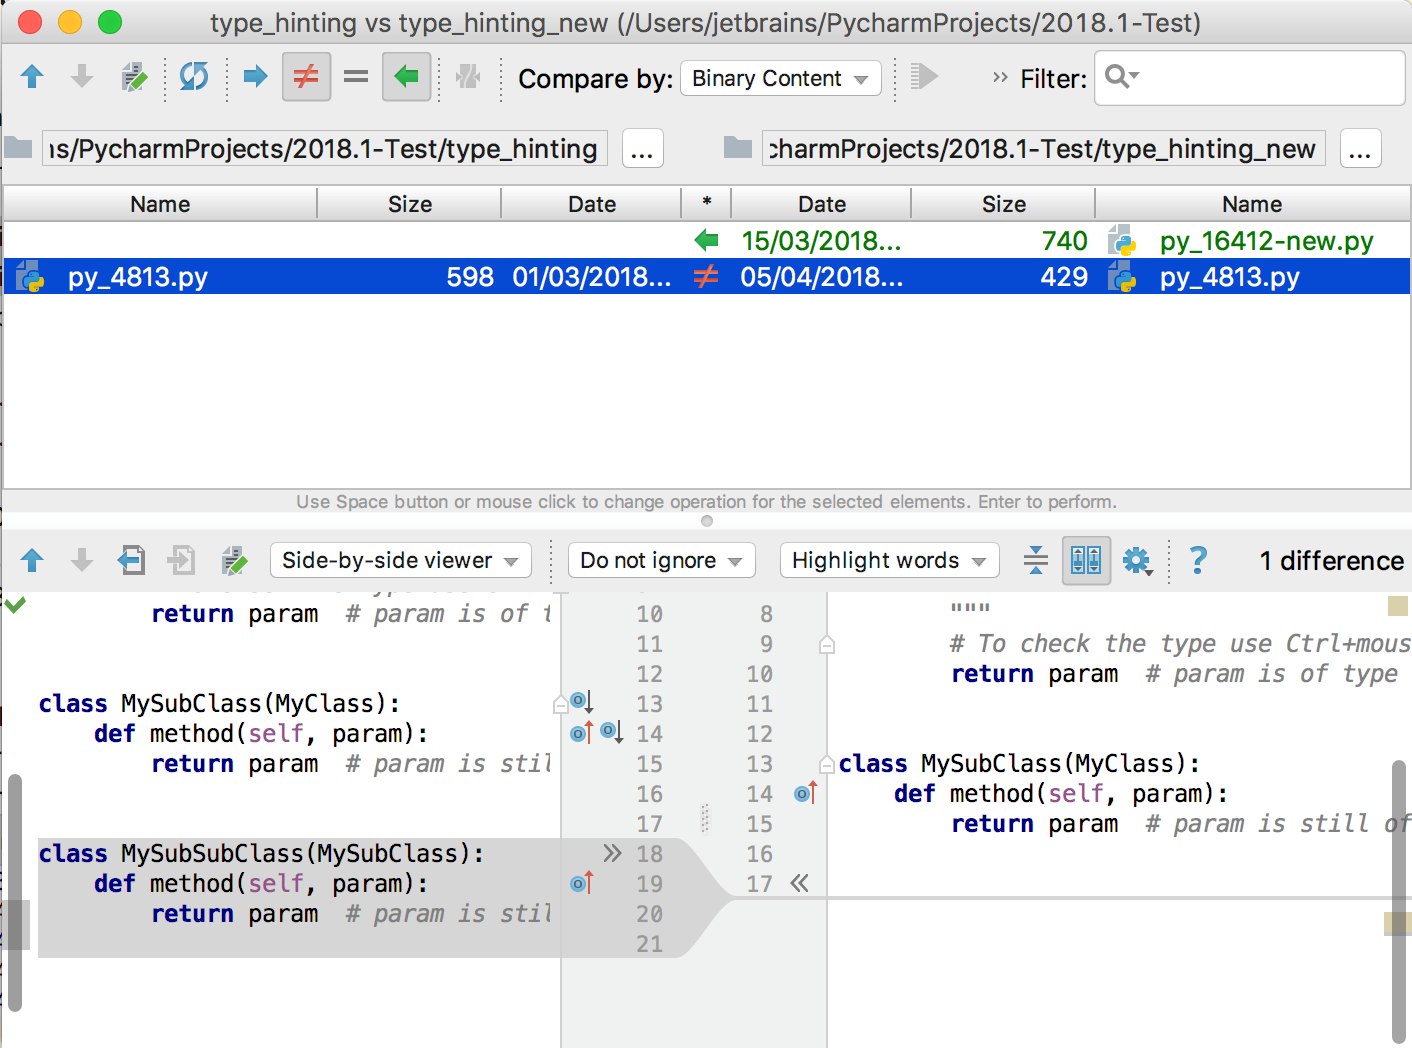 type_hinting vs type_hinting_new (/Users/jetbrains/PycharmProjects/2018.1-Test)
Compare by: Binary Content » Filter:
ns/PycharmProjects/2018.1-Test/type_hinting ... charmProjects/2018.1-Test/type_hinting_new ...
Name Size Date * Date Size Name
15/03/2018... 740 py_16412-new.py
py_4813.py 598 01/03/2018... ≠ 05/04/2018... 429 py_4813.py
Use Space button or mouse click to change operation for the selected elements. Enter to perform.
Side-by-side viewer Do not ignore Highlight words ? 1 difference
return param # param is of t 10 8 """
11 9 # To check the type use Ctrl+mous
12 10 return param # param is of type
class MySubClass(MyClass): 13 11
def method(self, param): 14 12
return param # param is stil 15 13 class MySubClass(MyClass):
16 14 def method(self, param):
17 15 return param # param is still of
class MySubSubClass(MySubClass): » 18 16
def method(self, param): 19 17 «
return param # param is stil 20
21